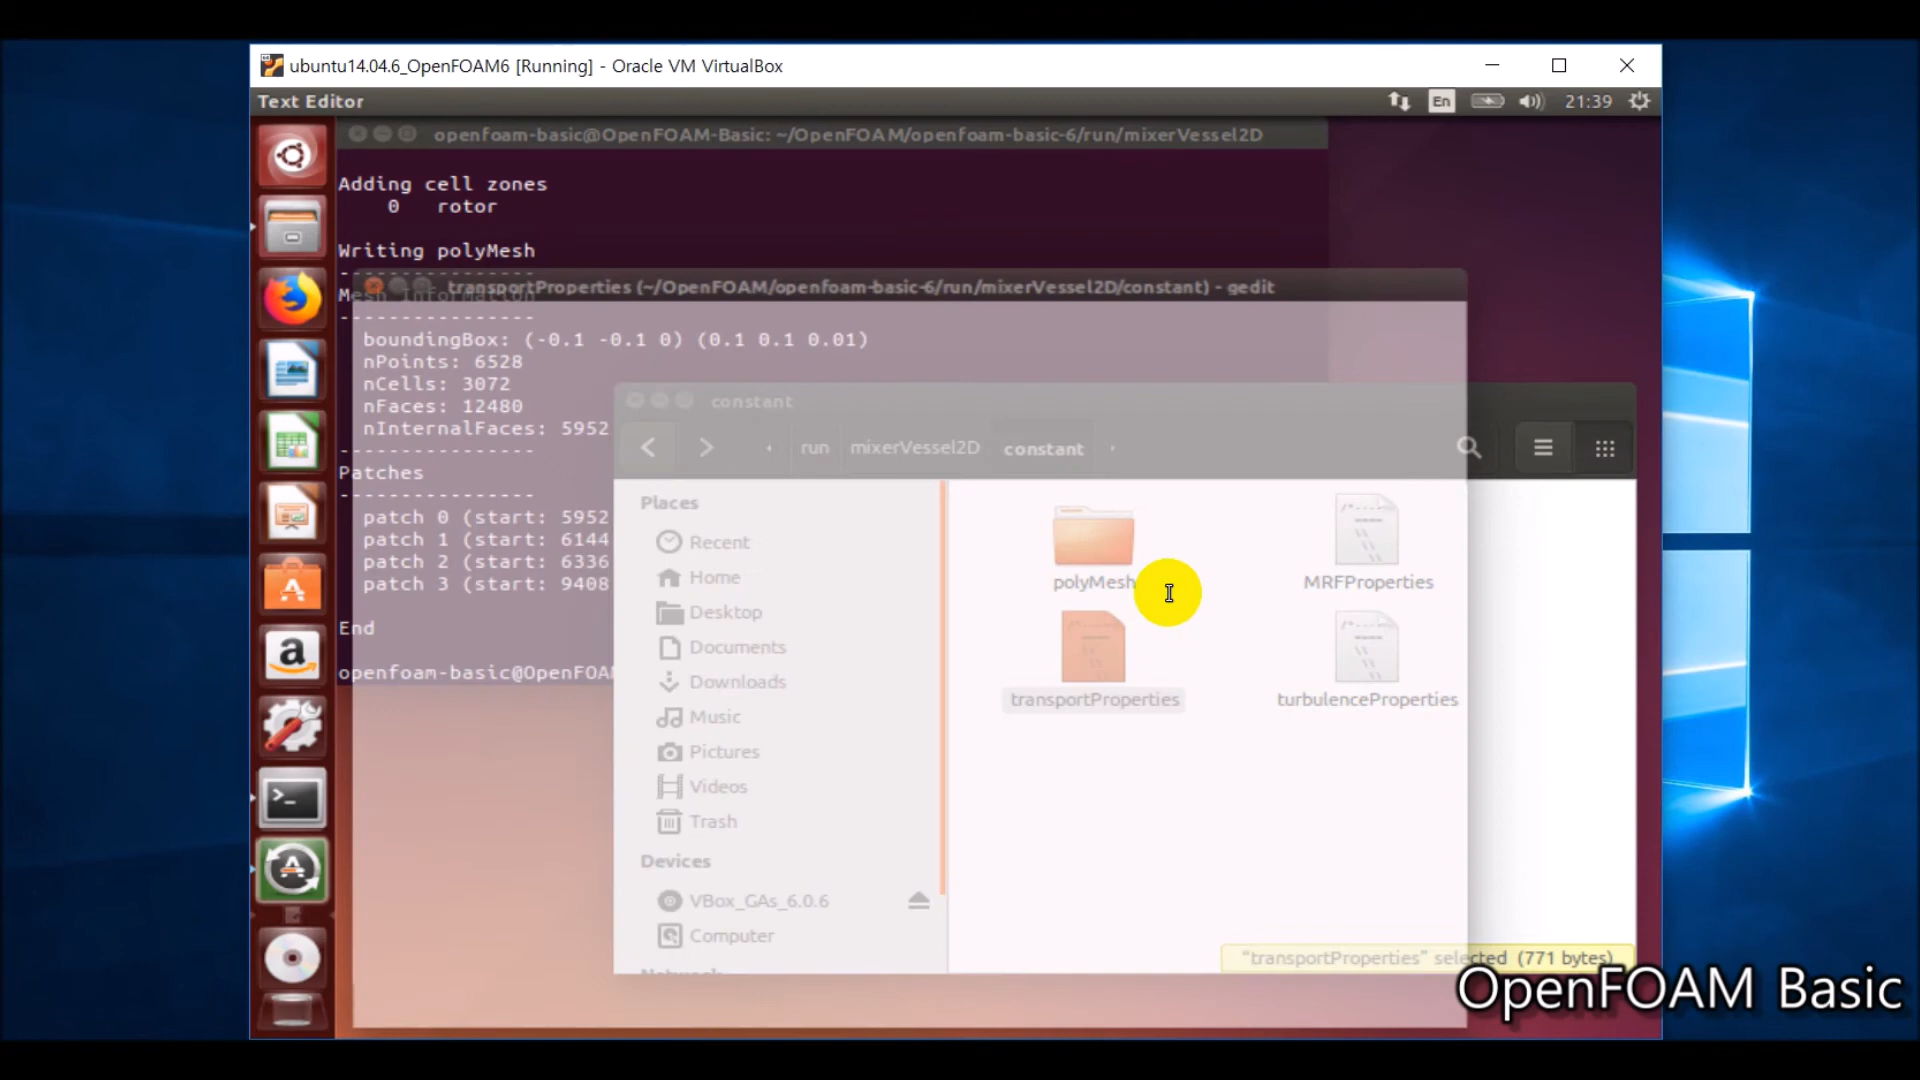 ubuntu14.04.6_OpenFOAM6 [Running] - Oracle VM VirtualBox
Text Editor
En
21:39
openfoam-basic@OpenFOAM-Basic: ~/OpenFOAM/openfoam-basic-6/run/mixerVessel2D
Adding cell zones
0 rotor
Writing polyMesh
----------------
Mesh Information
----------------
boundingBox: (-0.1 -0.1 0) (0.1 0.1 0.01)
nPoints: 6528
nCells: 3072
nFaces: 12480
nInternalFaces: 5952
----------------
Patches
----------------
patch 0 (start: 5952
patch 1 (start: 6144
patch 2 (start: 6336
patch 3 (start: 9408
End
openfoam-basic@OpenFOA
transportProperties (~/OpenFOAM/openfoam-basic-6/run/mixerVessel2D/constant) - gedit
constant
run mixerVessel2D constant
Places
Recent
Home
Desktop
Documents
Downloads
Music
Pictures
Videos
Trash
Devices
VBox_GAs_6.0.6
Computer
Network
polyMesh
MRFProperties
transportProperties
turbulenceProperties
"transportProperties" selected (771 bytes)
OpenFOAM Basic